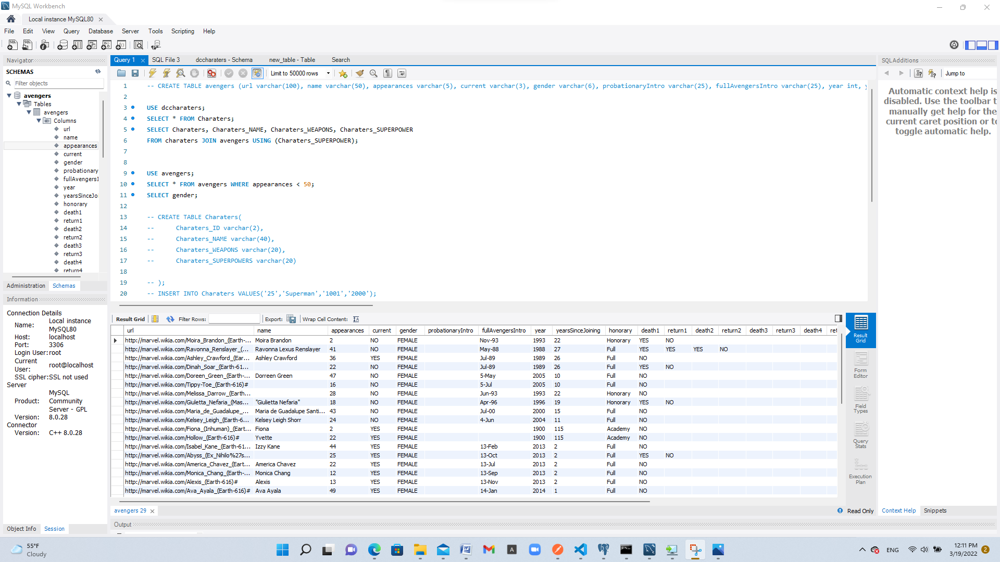 MySQL Workbench
Local instance MySQL80
File Edit View Query Database Server Tools Scripting Help
Navigator
SCHEMAS
Filter objects
avengers
Tables
avengers
Columns
url
name
appearances
current
gender
probationary
fullAvengersI
year
yearsSinceJoi
honorary
death1
return1
death2
return2
death3
return3
death4
return4
Administration Schemas
Information
Connection Details
Name: Local instance MySQL80
Host: localhost
Port: 3306
Login User: root
Current User: root@localhost
SSL cipher: SSL not used
Server
Product: MySQL Community Server - GPL
Version: 8.0.28
Connector
Version: C++ 8.0.28
Object Info Session
Query 1 SQL File 3 dccharaters - Schema new_table - Table Search
Limit to 50000 rows
1 -- CREATE TABLE avengers (url varchar(100), name varchar(50), appearances varchar(5), current varchar(3), gender varchar(6), probationaryIntro varchar(25), fullAvengersIntro varchar(25), year int, y
2
3 USE dccharaters;
4 SELECT * FROM Charaters;
5 SELECT Charaters, Charaters_NAME, Charaters_WEAPONS, Charaters_SUPERPOWER
6 FROM charaters JOIN avengers USING (Charaters_SUPERPOWER);
7
8
9 USE avengers;
10 SELECT * FROM avengers WHERE appearances < 50;
11 SELECT gender;
12
13 -- CREATE TABLE Charaters(
14 -- Charaters_ID varchar(2),
15 -- Charaters_NAME varchar(40),
16 -- Charaters_WEAPONS varchar(20),
17 -- Charaters_SUPERPOWERS varchar(20)
18
19 -- );
20 -- INSERT INTO Charaters VALUES('25','Superman','1001','2000');
Result Grid Filter Rows: Export: Wrap Cell Content:
url name appearances current gender probationaryIntro fullAvengersIntro year yearsSinceJoining honorary death1 return1 death2 return2 death3 return3 death4 ret
http://marvel.wikia.com/Moira_Brandon_(Earth-... Moira Brandon 2 NO FEMALE Nov-93 1993 22 Honorary YES NO
http://marvel.wikia.com/Ravonna_Renslayer_(... Ravonna Lexus Renslayer 41 NO FEMALE May-88 1988 27 Full YES YES YES NO
http://marvel.wikia.com/Ashley_Crawford_(Ear... Ashley Crawford 36 YES FEMALE Jul-89 1989 26 Full NO
http://marvel.wikia.com/Dinah_Soar_(Earth-61... 22 NO FEMALE Jul-89 1989 26 Full YES NO
http://marvel.wikia.com/Doreen_Green_(Earth-... Dorreen Green 47 NO FEMALE 5-May 2005 10 Full NO
http://marvel.wikia.com/Tippy-Toe_(Earth-616)# 16 NO FEMALE 5-Jul 2005 10 Full NO
http://marvel.wikia.com/Melissa_Darrow_(Earth... 28 NO FEMALE Jun-93 1993 22 Honorary NO
http://marvel.wikia.com/Giuletta_Nefaria_(Mas... "Giulietta Nefaria" 18 NO FEMALE Apr-96 1996 19 Honorary YES NO
http://marvel.wikia.com/Maria_de_Guadalupe_... Maria de Guadalupe Santi... 43 NO FEMALE Jul-00 2000 15 Full NO
http://marvel.wikia.com/Kelsey_Leigh_(Earth-6... Kelsey Leigh Shorr 24 NO FEMALE 4-Jun 2004 11 Full NO
http://marvel.wikia.com/Fiona_(Inhuman)_(Eart... Fiona 2 YES FEMALE 1900 115 Academy NO
http://marvel.wikia.com/Hollow_(Earth-616)# Yvette 22 YES FEMALE 1900 115 Academy NO
http://marvel.wikia.com/Isabel_Kane_(Earth-61... Izzy Kane 44 YES FEMALE 13-Feb 2013 2 Full NO
http://marvel.wikia.com/Abyss_(Ex_Nihilo%27s... 25 YES FEMALE 13-Oct 2013 2 Full YES NO
http://marvel.wikia.com/America_Chavez_(Eart... America Chavez 22 YES FEMALE 13-Jul 2013 2 Full NO
http://marvel.wikia.com/Monica_Chang_(Earth-... Monica Chang 12 YES FEMALE 13-Sep 2013 2 Full NO
http://marvel.wikia.com/Alexis_(Earth-616)# Alexis 13 YES FEMALE 13-Nov 2013 2 Full NO
http://marvel.wikia.com/Ava_Ayala_(Earth-616)# Ava Ayala 49 YES FEMALE 14-Jan 2014 1 Full NO
avengers 29
Read Only
Output
Result Grid
Form Editor
Field Types
Query Stats
Execution Plan
SQLAdditions
Jump to
Automatic context help is
disabled. Use the toolbar t
manually get help for the
current caret position or to
toggle automatic help.
Context Help Snippets
55°F
Cloudy
ENG
12:11 PM
3/19/2022
2